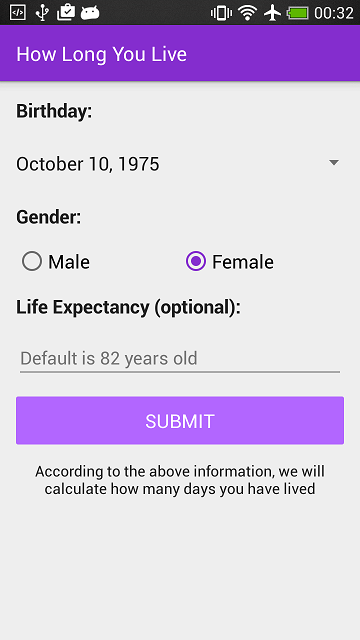 00:32
How Long You Live
Birthday:
October 10, 1975
Gender:
Male Female
Life Expectancy (optional):
Default is 82 years old
SUBMIT
According to the above information, we will
calculate how many days you have lived